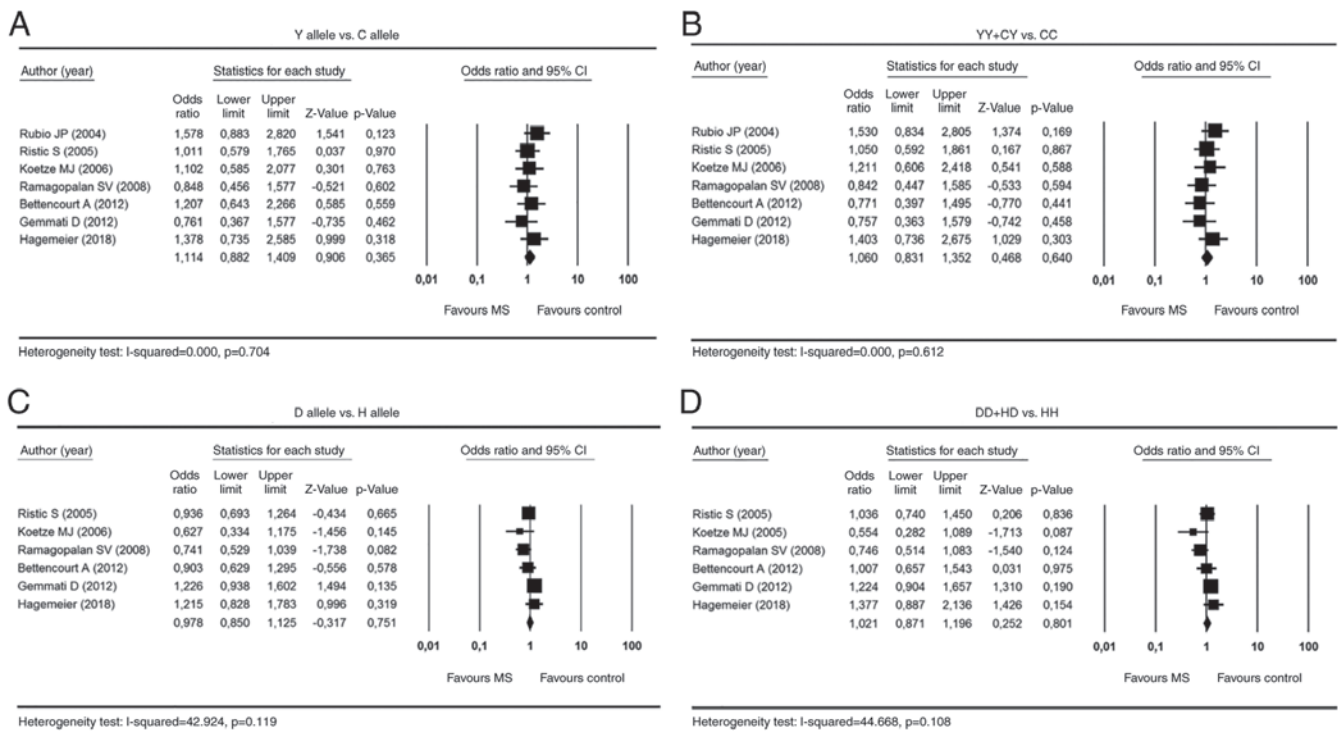 A
Y allele vs. C allele
Author (year) Statistics for each study Odds ratio and 95% CI
Odds ratio Lower limit Upper limit Z-Value p-Value
Rubio JP (2004) 1,578 0,883 2,820 1,541 0,123
Ristic S (2005) 1,011 0,579 1,765 0,037 0,970
Koetze MJ (2006) 1,102 0,585 2,077 0,301 0,763
Ramagopalan SV (2008) 0,848 0,456 1,577 -0,521 0,602
Bettencourt A (2012) 1,207 0,643 2,266 0,585 0,559
Gemmati D (2012) 0,761 0,367 1,577 -0,735 0,462
Hagemeier (2018) 1,378 0,735 2,585 0,999 0,318
1,114 0,882 1,409 0,906 0,365
0,01 0,1 1 10 100
Favours MS Favours control
Heterogeneity test: I-squared=0.000, p=0.704
B
YY+CY vs. CC
Author (year) Statistics for each study Odds ratio and 95% CI
Odds ratio Lower limit Upper limit Z-Value p-Value
Rubio JP (2004) 1,530 0,834 2,805 1,374 0,169
Ristic S (2005) 1,050 0,592 1,861 0,167 0,867
Koetze MJ (2006) 1,211 0,606 2,418 0,541 0,588
Ramagopalan SV (2008) 0,842 0,447 1,585 -0,533 0,594
Bettencourt A (2012) 0,771 0,397 1,495 -0,770 0,441
Gemmati D (2012) 0,757 0,363 1,579 -0,742 0,458
Hagemeier (2018) 1,403 0,736 2,675 1,029 0,303
1,060 0,831 1,352 0,468 0,640
0,01 0,1 1 10 100
Favours MS Favours control
Heterogeneity test: I-squared=0.000, p=0.612
C
D allele vs. H allele
Author (year) Statistics for each study Odds ratio and 95% CI
Odds ratio Lower limit Upper limit Z-Value p-Value
Ristic S (2005) 0,936 0,693 1,264 -0,434 0,665
Koetze MJ (2006) 0,627 0,334 1,175 -1,456 0,145
Ramagopalan SV (2008) 0,741 0,529 1,039 -1,738 0,082
Bettencourt A (2012) 0,903 0,629 1,295 -0,556 0,578
Gemmati D (2012) 1,226 0,938 1,602 1,494 0,135
Hagemeier (2018) 1,215 0,828 1,783 0,996 0,319
0,978 0,850 1,125 -0,317 0,751
0,01 0,1 1 10 100
Favours MS Favours control
Heterogeneity test: I-squared=42.924, p=0.119
D
DD+HD vs. HH
Author (year) Statistics for each study Odds ratio and 95% CI
Odds ratio Lower limit Upper limit Z-Value p-Value
Ristic S (2005) 1,036 0,740 1,450 0,206 0,836
Koetze MJ (2005) 0,554 0,282 1,089 -1,713 0,087
Ramagopalan SV (2008) 0,746 0,514 1,083 -1,540 0,124
Bettencourt A (2012) 1,007 0,657 1,543 0,031 0,975
Gemmati D (2012) 1,224 0,904 1,657 1,310 0,190
Hagemeier (2018) 1,377 0,887 2,136 1,426 0,154
1,021 0,871 1,196 0,252 0,801
0,01 0,1 1 10 100
Favours MS Favours control
Heterogeneity test: I-squared=44.668, p=0.108